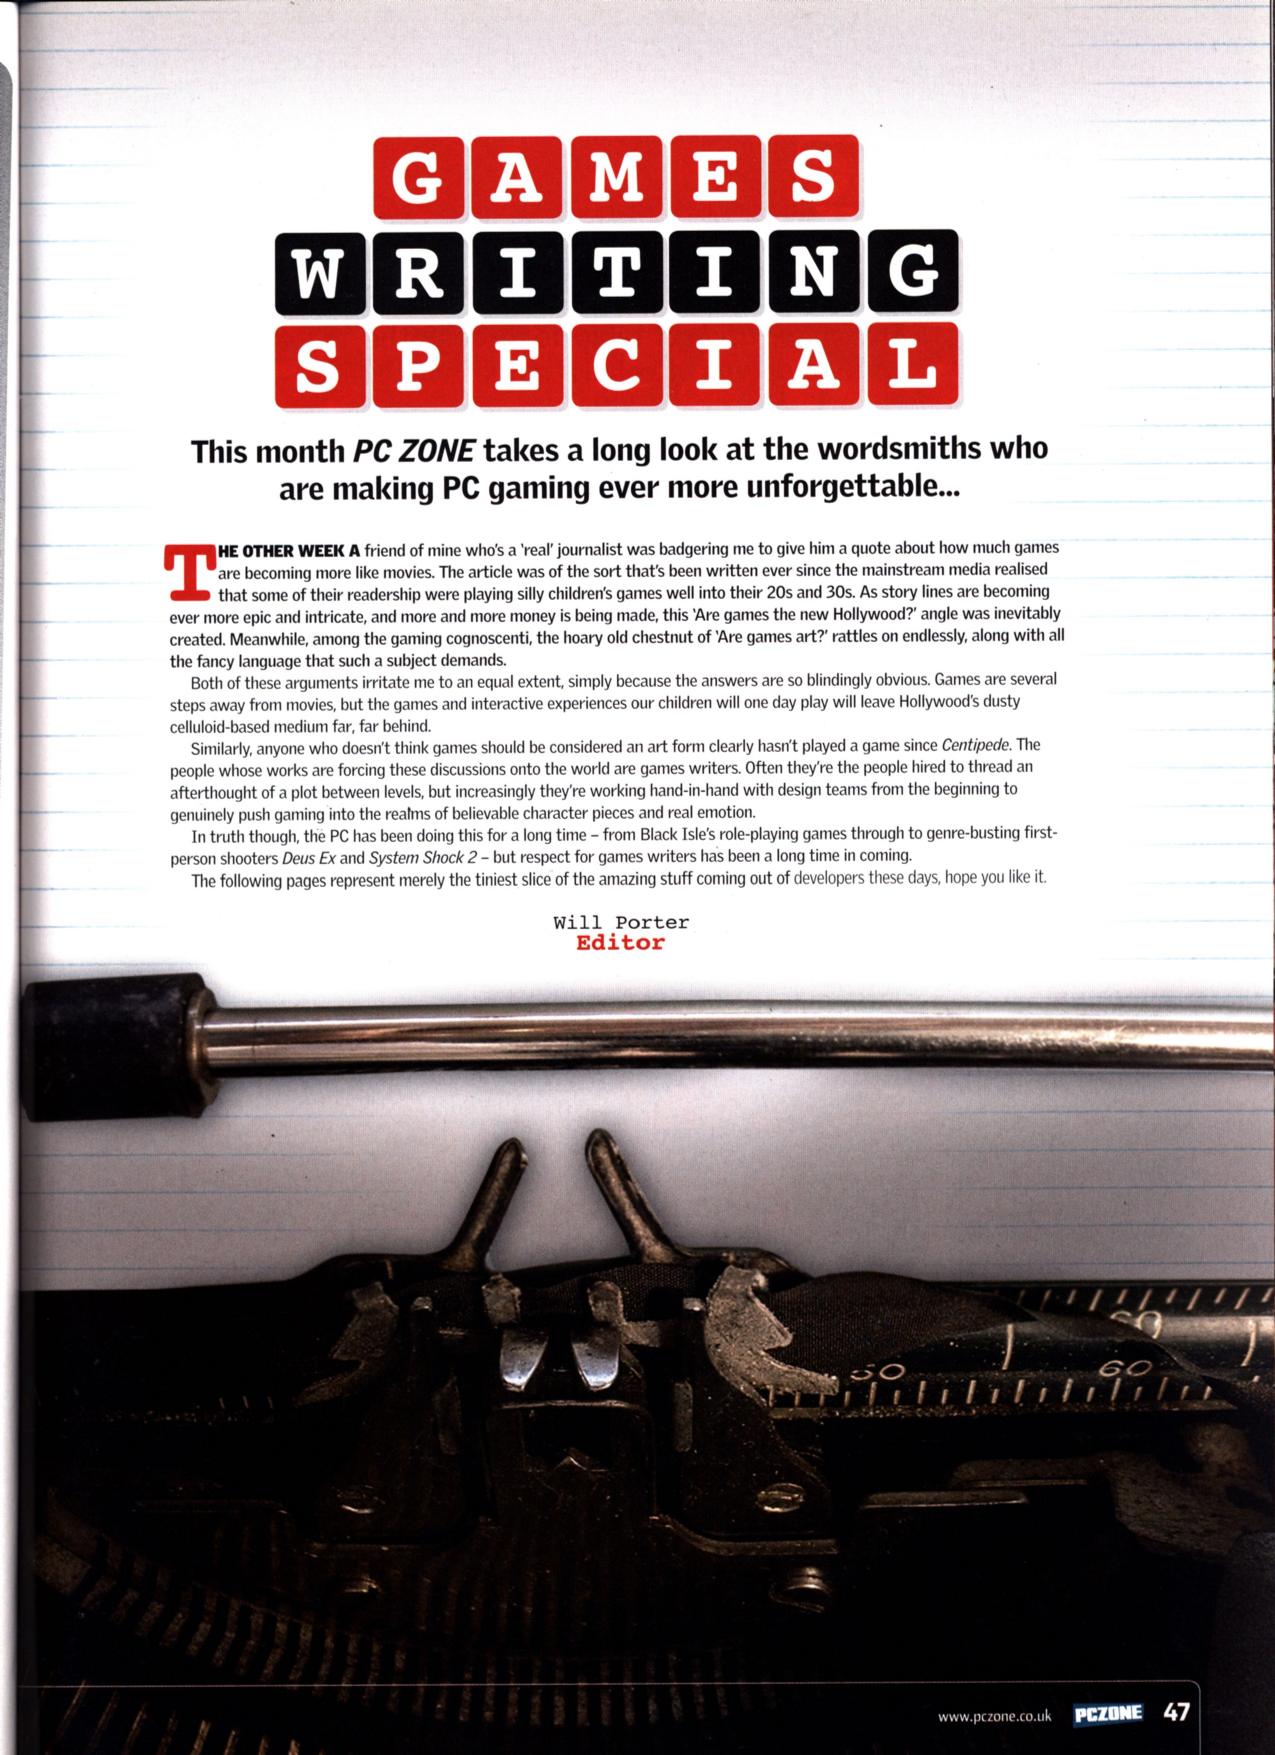 GAMES
WRITING
SPECIAL
This month PC ZONE takes a long look at the wordsmiths who
are making PC gaming ever more unforgettable...
THE OTHER WEEK A friend of mine who's a 'real' journalist was badgering me to give him a quote about how much games
are becoming more like movies. The article was of the sort that's been written ever since the mainstream media realised
that some of their readership were playing silly children's games well into their 20s and 30s. As story lines are becoming
ever more epic and intricate, and more and more money is being made, this 'Are games the new Hollywood?' angle was inevitably
created. Meanwhile, among the gaming cognoscenti, the hoary old chestnut of 'Are games art?' rattles on endlessly, along with all
the fancy language that such a subject demands.
Both of these arguments irritate me to an equal extent, simply because the answers are so blindingly obvious. Games are several
steps away from movies, but the games and interactive experiences our children will one day play will leave Hollywood's dusty
celluloid-based medium far, far behind.
Similarly, anyone who doesn't think games should be considered an art form clearly hasn't played a game since Centipede. The
people whose works are forcing these discussions onto the world are games writers. Often they're the people hired to thread an
afterthought of a plot between levels, but increasingly they're working hand-in-hand with design teams from the beginning to
genuinely push gaming into the realms of believable character pieces and real emotion.
In truth though, the PC has been doing this for a long time – from Black Isle's role-playing games through to genre-busting first-
person shooters Deus Ex and System Shock 2 – but respect for games writers has been a long time in coming.
The following pages represent merely the tiniest slice of the amazing stuff coming out of developers these days, hope you like it.
Will Porter
Editor
60
50 60
www.pczone.co.uk PCZONE 47